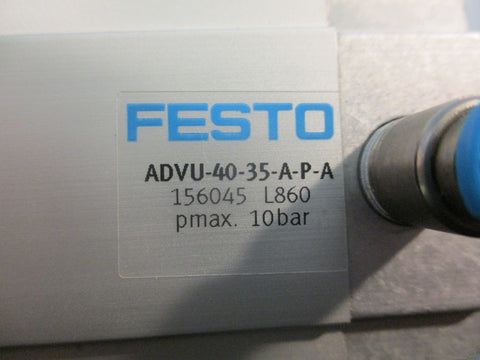 FESTO
ADVU-40-35-A-P-A
156045 L860
pmax. 10bar